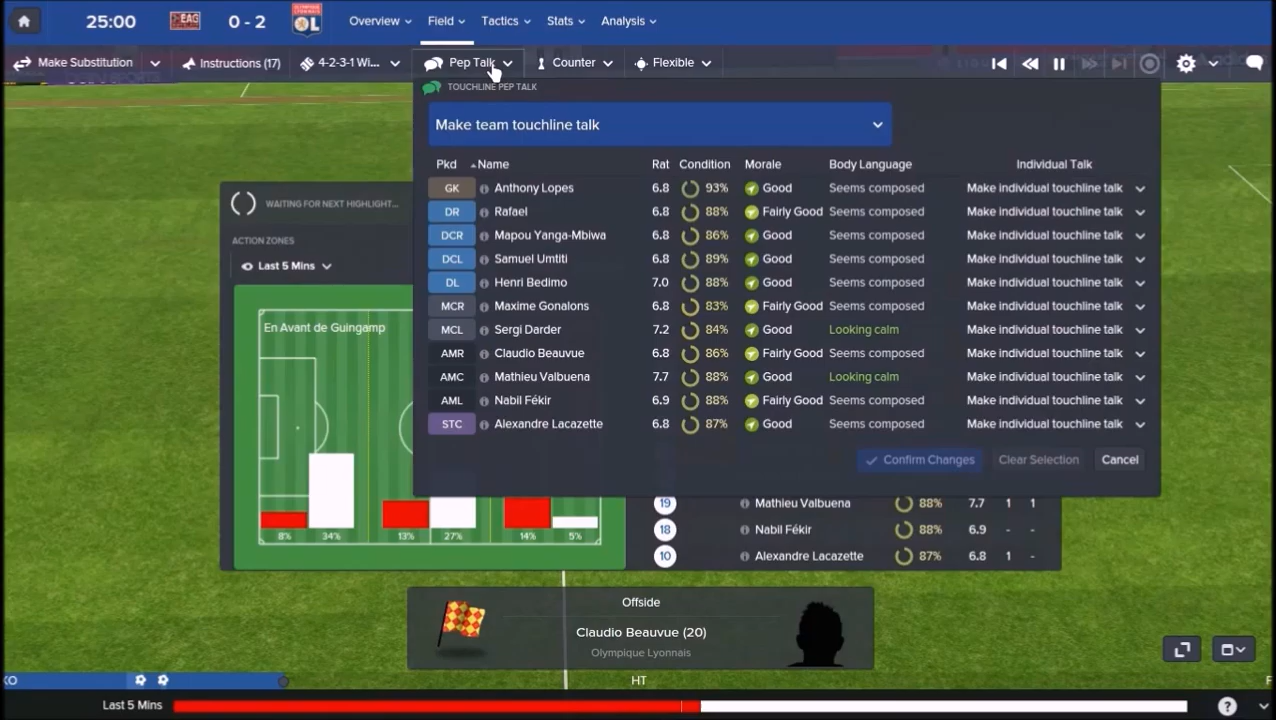 25:00 EAG 0 - 2 OL Overview Field Tactics Stats Analysis
Make Substitution Instructions (17) 4-2-3-1 Wi... Pep Talk Counter Flexible
TOUCHLINE PEP TALK
Make team touchline talk
Pkd Name Rat Condition Morale Body Language Individual Talk
GK Anthony Lopes 6.8 93% Good Seems composed Make individual touchline talk
DR Rafael 6.8 88% Fairly Good Seems composed Make individual touchline talk
DCR Mapou Yanga-Mbiwa 6.8 86% Good Seems composed Make individual touchline talk
DCL Samuel Umtiti 6.8 89% Good Seems composed Make individual touchline talk
DL Henri Bedimo 7.0 88% Good Seems composed Make individual touchline talk
MCR Maxime Gonalons 6.8 83% Fairly Good Seems composed Make individual touchline talk
MCL Sergi Darder 7.2 84% Good Looking calm Make individual touchline talk
AMR Claudio Beauvue 6.8 86% Fairly Good Seems composed Make individual touchline talk
AMC Mathieu Valbuena 7.7 88% Good Looking calm Make individual touchline talk
AML Nabil Fékir 6.9 88% Fairly Good Seems composed Make individual touchline talk
STC Alexandre Lacazette 6.8 87% Good Seems composed Make individual touchline talk
Confirm Changes Clear Selection Cancel
WAITING FOR NEXT HIGHLIGHT...
ACTION ZONES
Last 5 Mins
En Avant de Guingamp
8% 34% 13% 27% 14% 5%
19 Mathieu Valbuena 88% 7.7 1 1
18 Nabil Fékir 88% 6.9 - -
10 Alexandre Lacazette 87% 6.8 1 -
Offside
Claudio Beauvue (20)
Olympique Lyonnais
KO HT F
Last 5 Mins ?